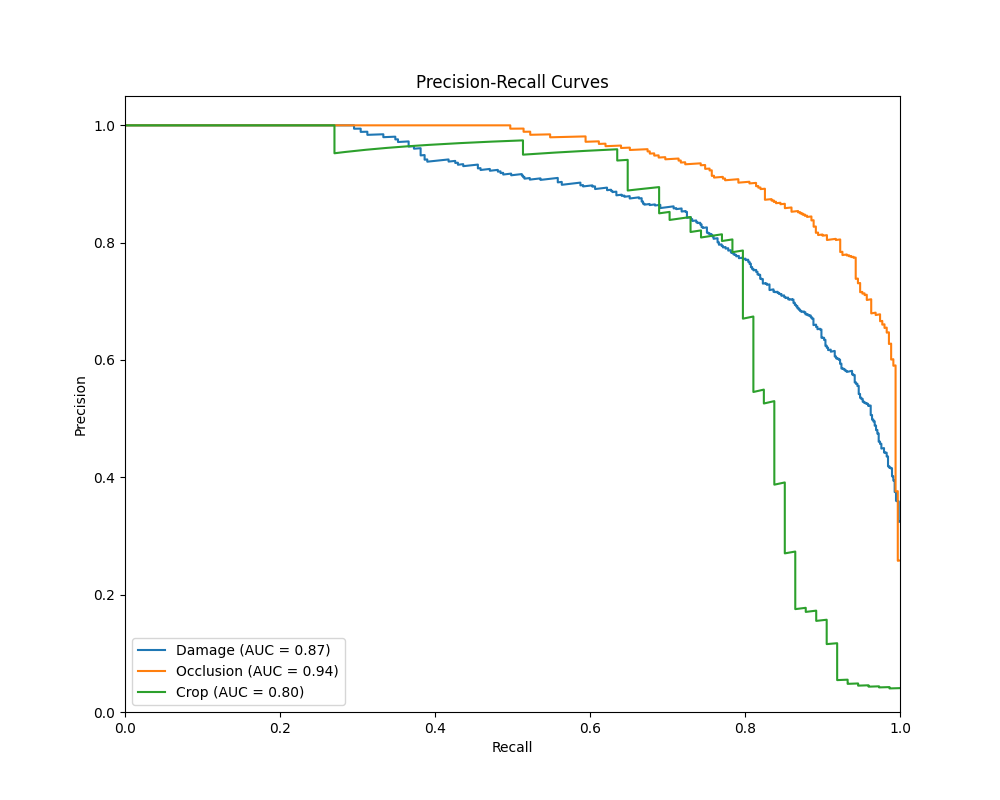 Precision-Recall Curves
1.0
0.8
0.6
0.4
0.2
0.0
Precision
Damage (AUC = 0.87)
Occlusion (AUC = 0.94)
Crop (AUC = 0.80)
0.0 0.2 0.4 0.6 0.8 1.0
Recall